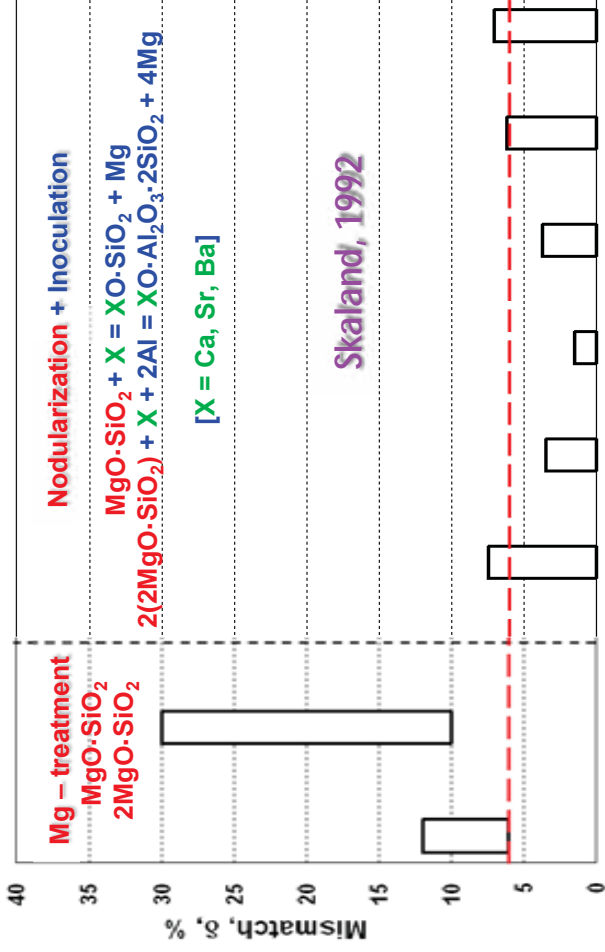 Mg – treatment
MgO·SiO₂
2MgO·SiO₂
Nodularization + Inoculation
MgO·SiO₂ + X = XO·SiO₂ + Mg
2(2MgO·SiO₂) + X + 2Al = XO·Al₂O₃·2SiO₂ + 4Mg
[X = Ca, Sr, Ba]
Skaland, 1992
Mismatch, δ, %
40
35
30
25
20
15
10
5
0